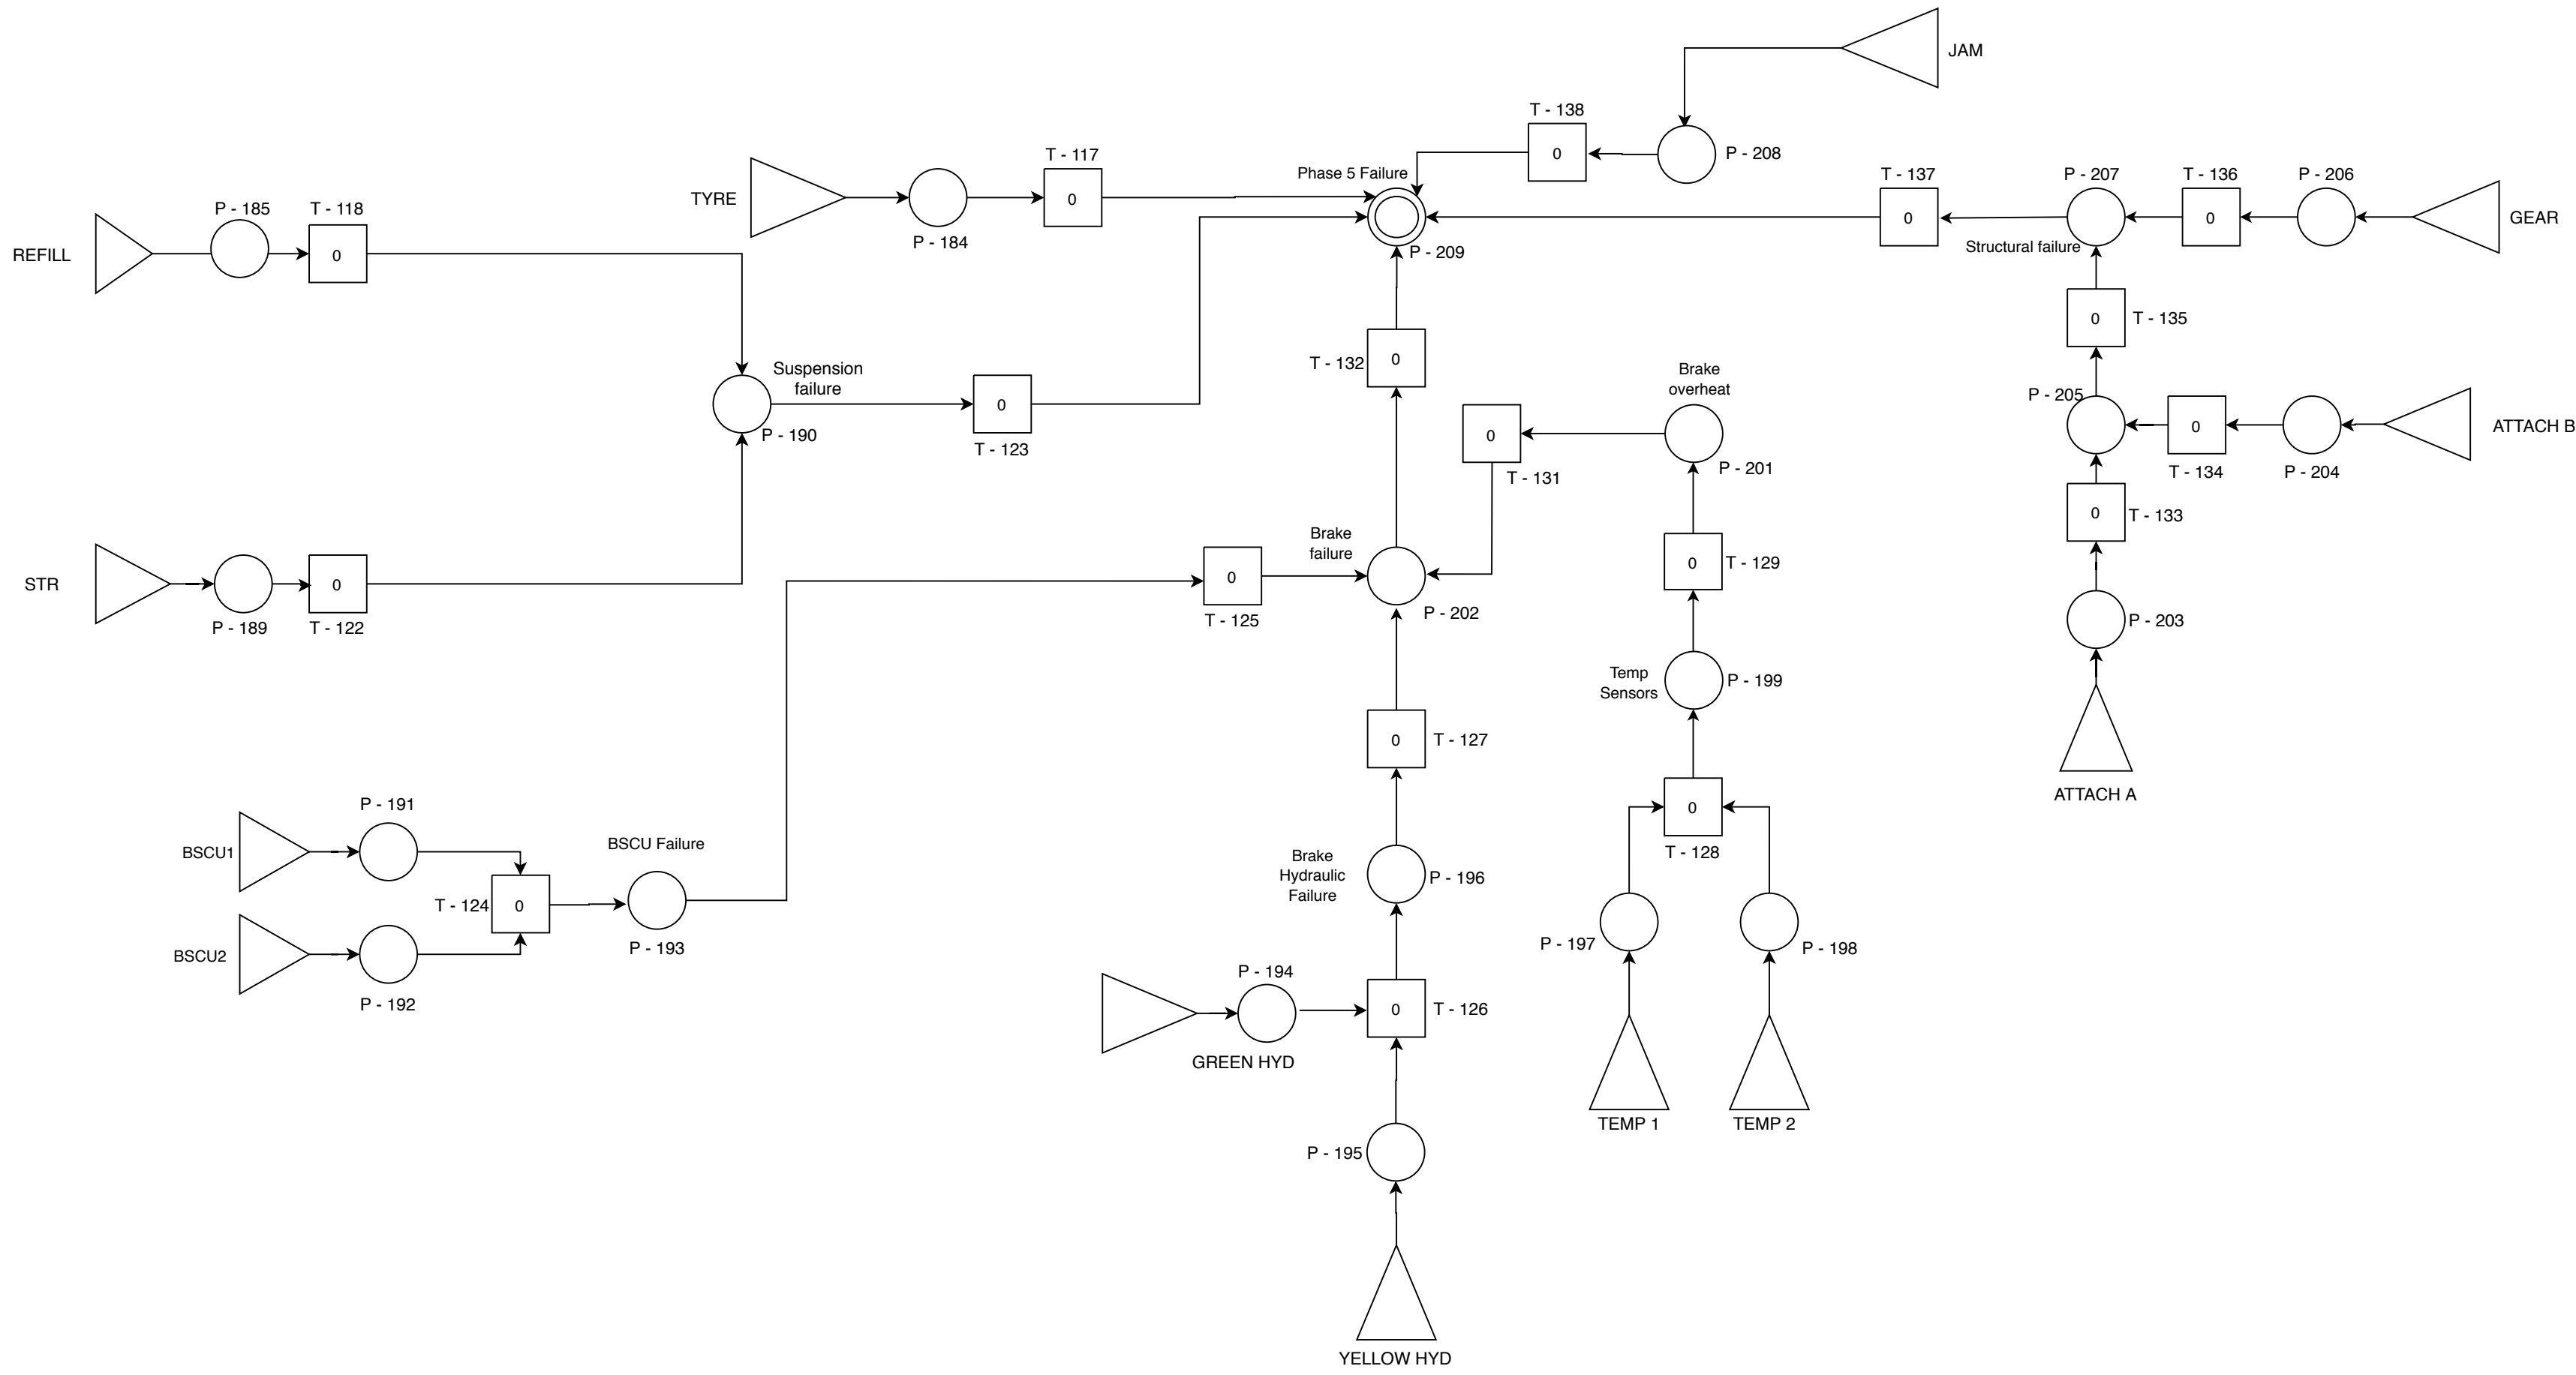 JAM
T - 138
0
P - 208
Phase 5 Failure
T - 117
TYRE
0
P - 184
P - 209
T - 137
0
P - 207
Structural failure
T - 136
0
P - 206
GEAR
REFILL
P - 185
T - 118
0
T - 135
0
T - 132
0
Suspension
failure
P - 190
0
T - 123
Brake
overheat
P - 201
0
T - 131
P - 205
0
T - 134
P - 204
ATTACH B
0
T - 133
STR
P - 189
0
T - 122
0
T - 125
Brake
failure
P - 202
0
T - 129
P - 203
Temp
Sensors
P - 199
0
T - 127
ATTACH A
0
T - 128
P - 191
BSCU1
T - 124
0
BSCU Failure
P - 193
BSCU2
P - 192
Brake
Hydraulic
Failure
P - 196
P - 197
P - 198
P - 194
GREEN HYD
0
T - 126
TEMP 1
TEMP 2
P - 195
YELLOW HYD